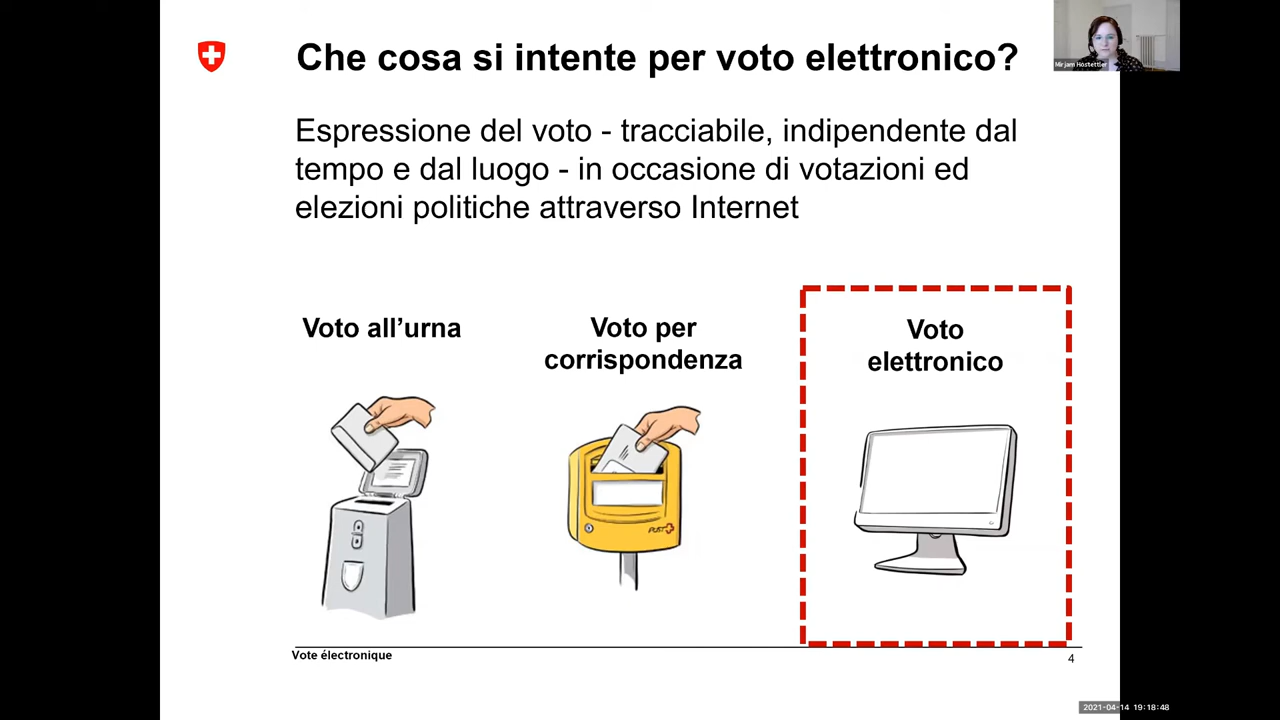 Che cosa si intente per voto elettronico?
Mirjam Hostettler
Espressione del voto - tracciabile, indipendente dal
tempo e dal luogo - in occasione di votazioni ed
elezioni politiche attraverso Internet
Voto all’urna
Voto per
corrispondenza
Voto
elettronico
POST
Vote électronique
4
2021-04-14 19:18:48